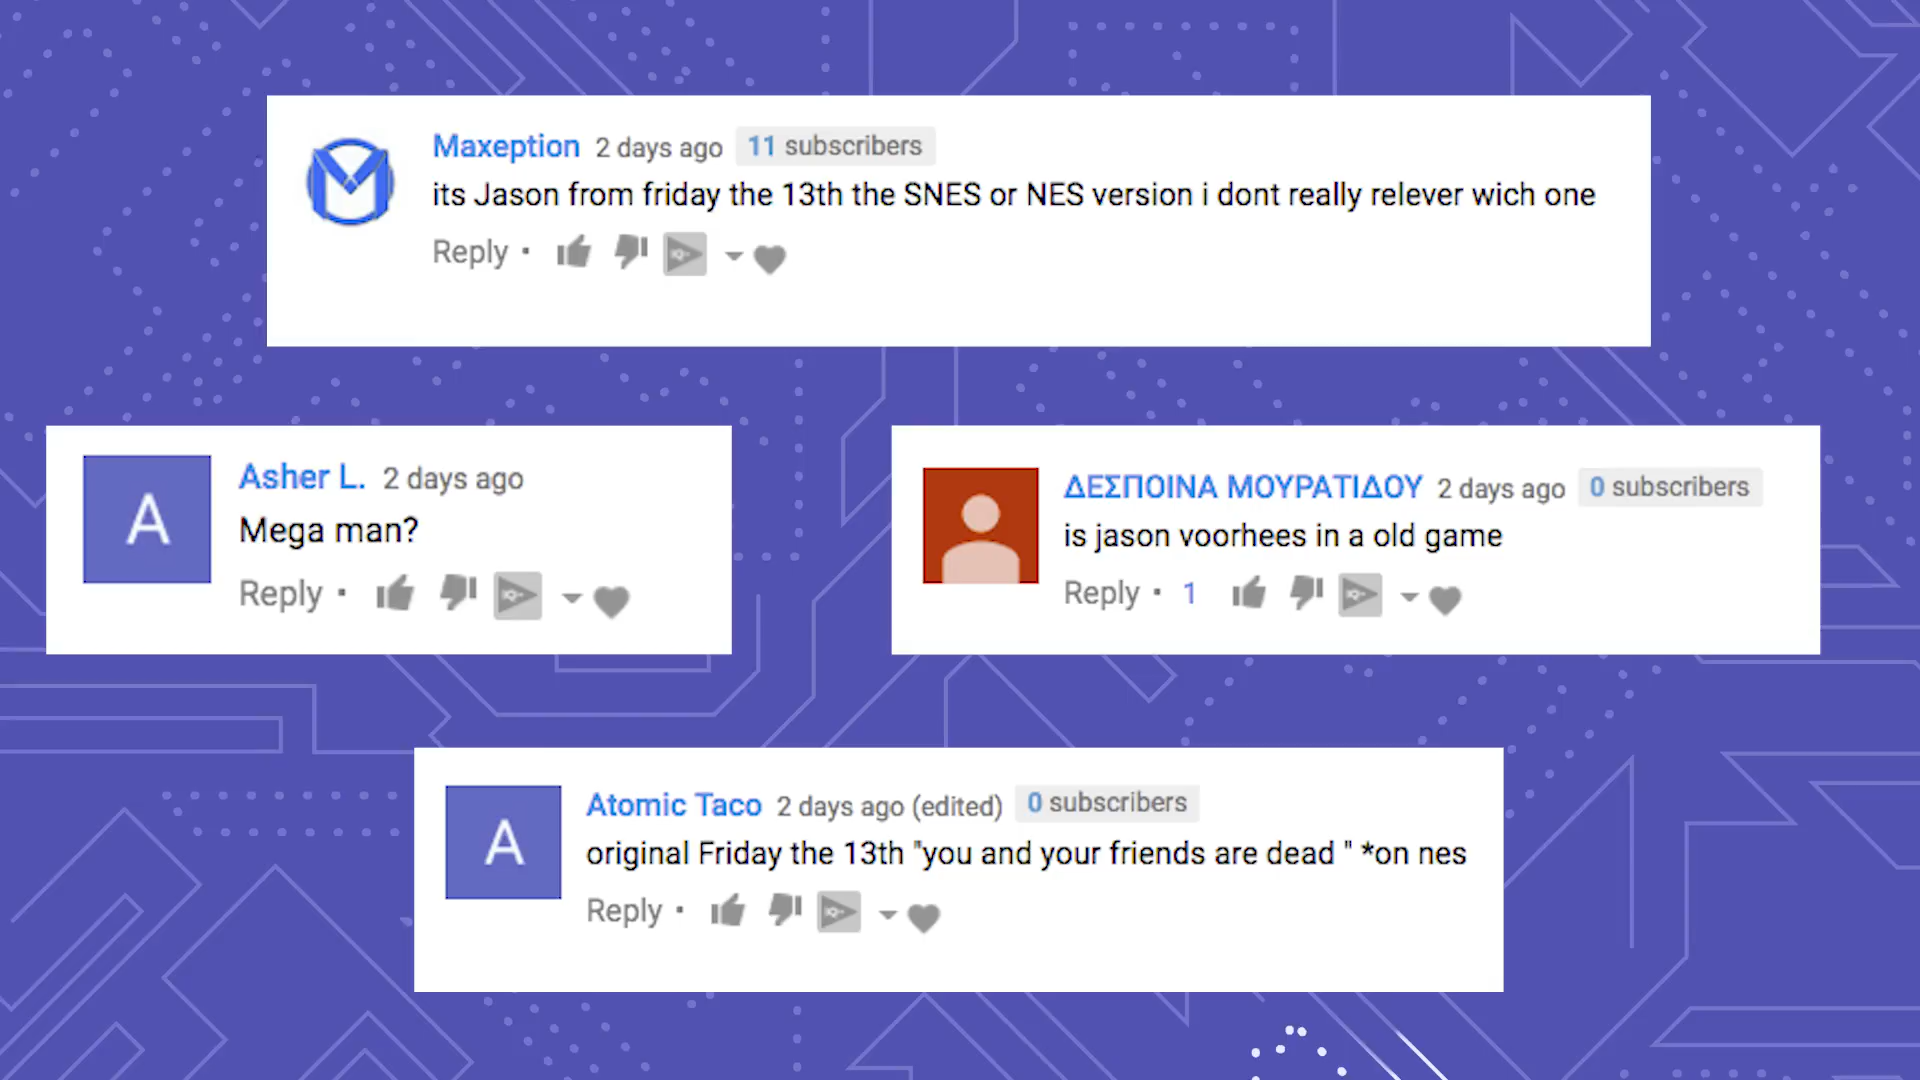 Maxeption 2 days ago 11 subscribers
its Jason from friday the 13th the SNES or NES version i dont really relever wich one
Reply •
A
Asher L. 2 days ago
Mega man?
Reply •
ΔΕΣΠΟΙΝΑ ΜΟΥΡΑΤΙΔΟΥ 2 days ago 0 subscribers
is jason voorhees in a old game
Reply • 1
A
Atomic Taco 2 days ago (edited) 0 subscribers
original Friday the 13th "you and your friends are dead " *on nes
Reply •